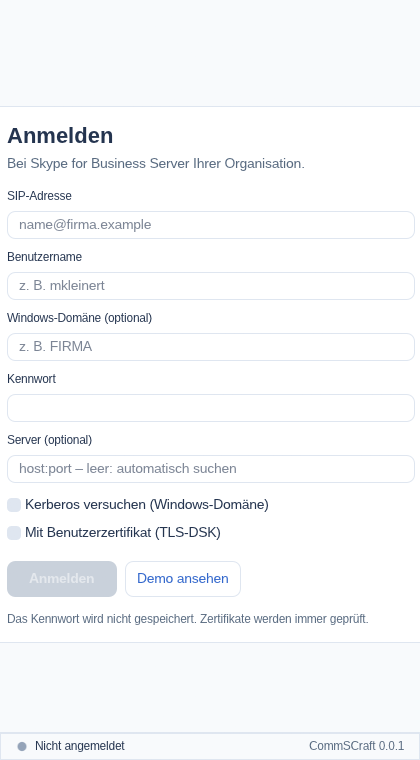 Anmelden
Bei Skype for Business Server Ihrer Organisation.
SIP-Adresse
name@firma.example
Benutzername
z. B. mkleinert
Windows-Domäne (optional)
z. B. FIRMA
Kennwort
Server (optional)
host:port – leer: automatisch suchen
Kerberos versuchen (Windows-Domäne)
Mit Benutzerzertifikat (TLS-DSK)
Anmelden Demo ansehen
Das Kennwort wird nicht gespeichert. Zertifikate werden immer geprüft.
Nicht angemeldet CommSCraft 0.0.1